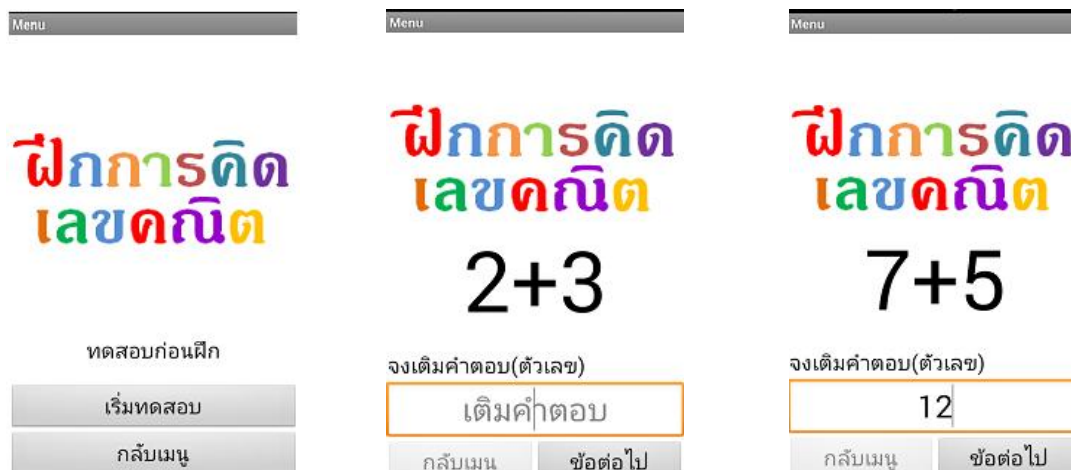 Menu
ฝึกการคิด
เลขคณิต
ทดสอบก่อนฝึก
เริ่มทดสอบ
กลับเมนู
Menu
ฝึกการคิด
เลขคณิต
2+3
จงเติมคำตอบ(ตัวเลข)
เติมคำตอบ
กลับเมนู ข้อต่อไป
Menu
ฝึกการคิด
เลขคณิต
7+5
จงเติมคำตอบ(ตัวเลข)
12
กลับเมนู ข้อต่อไป